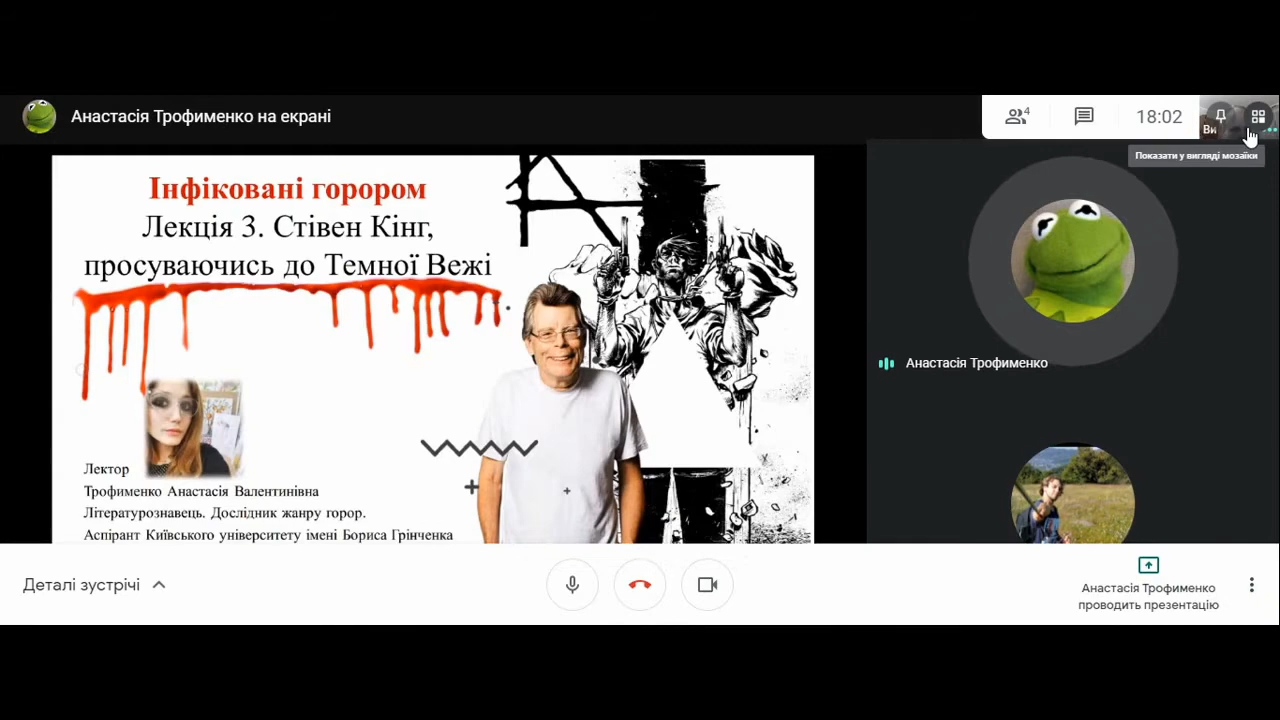 Анастасія Трофименко на екрані
4
18:02
Ви
Показати у вигляді мозаїки
Інфіковані горором
Лекція 3. Стівен Кінг,
просуваючись до Темної Вежі
Анастасія Трофименко
Лектор
Трофименко Анастасія Валентинівна
Літературознавець. Дослідник жанру горор.
Аспірант Київського університету імені Бориса Грінченка
Деталі зустрічі
Анастасія Трофименко
проводить презентацію